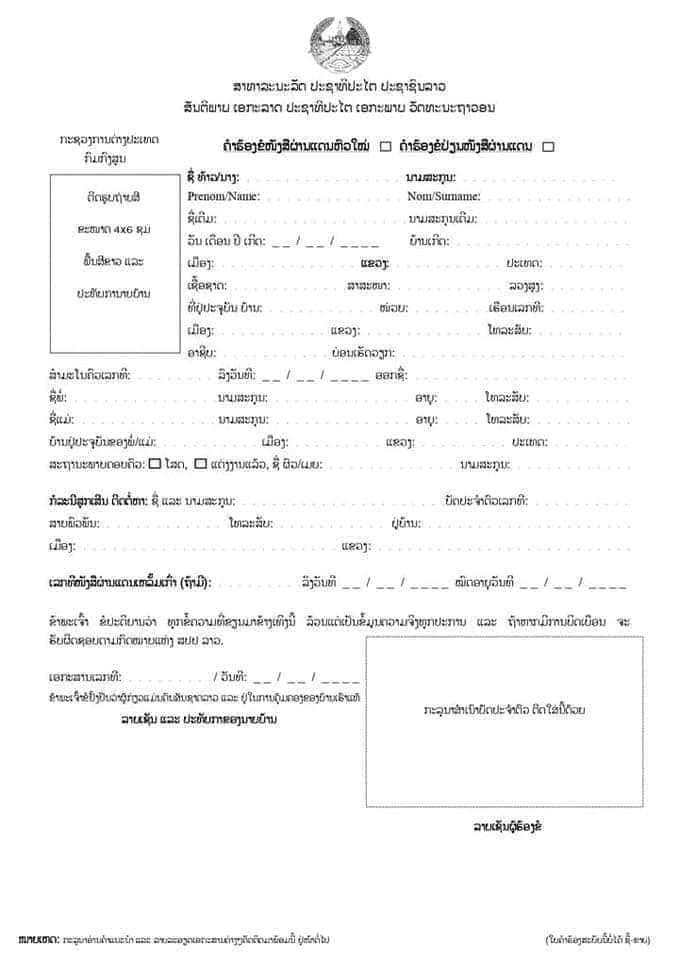 ສາທາລະນະລັດ ປະຊາທິປະໄຕ ປະຊາຊົນລາວ
ສັນຕິພາບ ເອກະລາດ ປະຊາທິປະໄຕ ເອກະພາບ ວັດທະນະຖາວອນ
ກະຊວງການຕ່າງປະເທດ
ກົມກົງສູນ
ຄຳຮ້ອງຂໍໜັງສືຜ່ານແດນຫົວໃໝ່ ☐ ຄຳຮ້ອງຂໍປ່ຽນໜັງສືຜ່ານແດນ ☐
ຕິດຮູບຖ່າຍສີ
ຂະໜາດ 4x6 ຊມ
ພື້ນສີຂາວ ແລະ
ປະທັບການາຍບ້ານ
ຊື່ ທ້າວ/ນາງ: ນາມສະກຸນ:
Prenom/Name: Nom/Surname:
ຊື່ເດີມ: ນາມສະກຸນເດີມ:
ວັນ ເດືອນ ປີ ເກີດ: _ _ / _ _ / _ _ _ _ ບ້ານເກີດ:
ເມືອງ: ແຂວງ: ປະເທດ:
ເຊື້ອຊາດ: ສາສະໜາ: ລວງສູງ:
ທີ່ຢູ່ປະຈຸບັນ ບ້ານ: ໜ່ວຍ: ເຮືອນເລກທີ:
ເມືອງ: ແຂວງ: ໂທລະສັບ:
ອາຊີບ: ບ່ອນເຮັດວຽກ:
ສຳມະໂນຄົວເລກທີ: ລົງວັນທີ: _ _ / _ _ / _ _ _ _ ອອກຊື່:
ຊື່ພໍ່: ນາມສະກຸນ: ອາຍຸ: ໂທລະສັບ:
ຊື່ແມ່: ນາມສະກຸນ: ອາຍຸ: ໂທລະສັບ:
ບ້ານຢູ່ປະຈຸບັນຂອງພໍ່/ແມ່: ເມືອງ: ແຂວງ: ປະເທດ:
ສະຖານະພາບຄອບຄົວ: ☐ ໂສດ, ☐ ແຕ່ງງານແລ້ວ, ຊື່ ຜົວ/ເມຍ: ນາມສະກຸນ:
ກໍລະນີສຸກເສີນ ຕິດຕໍ່ຫາ: ຊື່ ແລະ ນາມສະກຸນ: ບັດປະຈຳຕົວເລກທີ:
ສາຍພົວພັນ: ໂທລະສັບ: ຢູ່ບ້ານ:
ເມືອງ: ແຂວງ:
ເລກທີໜັງສືຜ່ານແດນເຫລັ້ມເກົ່າ (ຖ້າມີ): ລົງວັນທີ _ _ / _ _ / _ _ _ _ ໝົດອາຍຸວັນທີ _ _ / _ _ / _ _ _ _
ຂ້າພະເຈົ້າ ຂໍປະຕິຍານວ່າ ທຸກຂໍ້ຄວາມທີ່ຂຽນມາຂ້າງເທິງນີ້ ລ້ວນແຕ່ເປັນຂໍ້ມູນຄວາມຈິງທຸກປະການ ແລະ ຖ້າຫາກມີການບິດເບືອນ ຈະ
ຮັບຜິດຊອບຕາມກົດໝາຍແຫ່ງ ສປປ ລາວ.
ເອກະສານເລກທີ: / ວັນທີ: _ _ / _ _ / _ _ _ _
ຂ້າພະເຈົ້າຂໍຢັ້ງຢືນວ່າຜູ້ກ່ຽວແມ່ນຄົນສັນຊາດລາວ ແລະ ຢູ່ໃນການຄຸ້ມຄອງຂອງບ້ານເຮົາແທ້
ລາຍເຊັນ ແລະ ປະທັບກາຂອງນາຍບ້ານ
ກະລຸນາສຳເນົາບັດປະຈຳຕົວ ຕິດໃສ່ນີ້ດ້ວຍ
ລາຍເຊັນຜູ້ຮ້ອງຂໍ
ໝາຍເຫດ: ກະລຸນາອ່ານຄຳແນະນຳ ແລະ ລາຍລະອຽດເອກະສານຕ່າງໆຄັດຕິດມາພ້ອມນີ້ ຢູ່ໜ້າຕໍ່ໄປ
(ໃບຄຳຮ້ອງສະບັບນີ້ບໍ່ໄດ້ ຊື້-ຂາຍ)